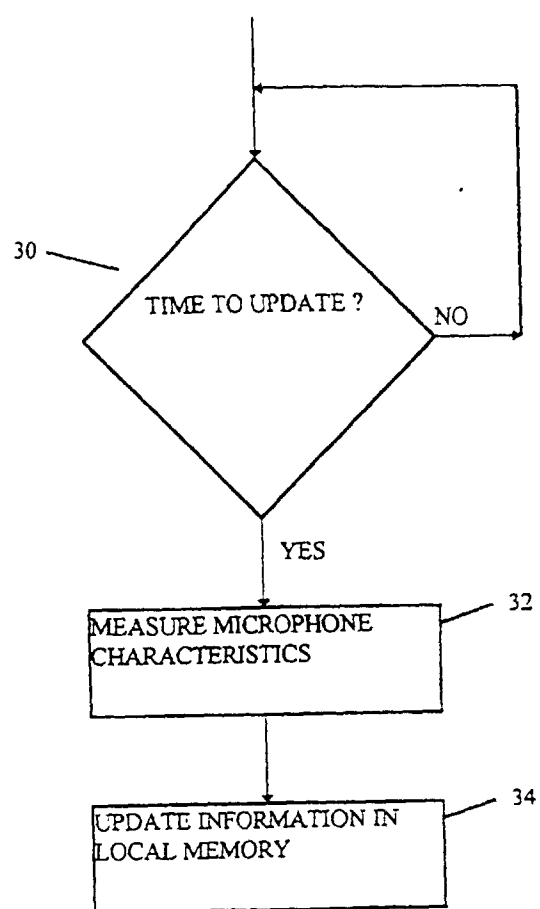 30
TIME TO UPDATE ?
NO
YES
32
MEASURE MICROPHONE
CHARACTERISTICS
34
UPDATE INFORMATION IN
LOCAL MEMORY